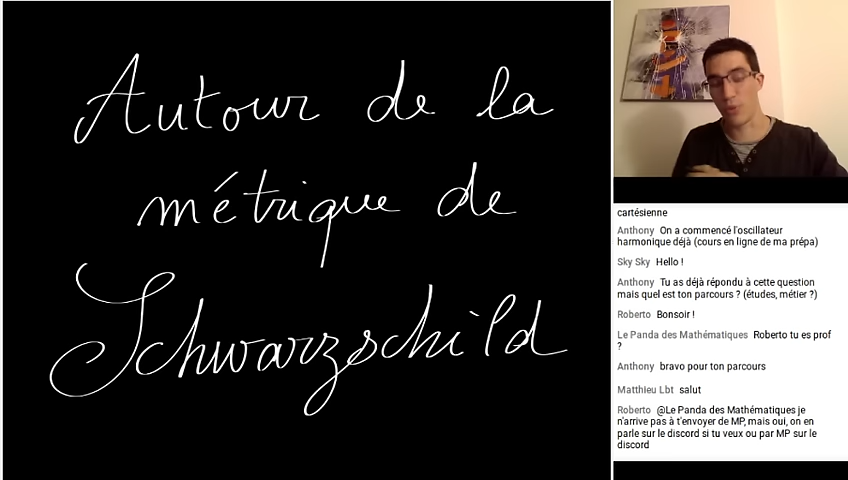 Autour de la
métrique de
Schwarzschild
cartésienne
Anthony On a commencé l'oscillateur
harmonique déjà (cours en ligne de ma prépa)
Sky Sky Hello !
Anthony Tu as déjà répondu à cette question
mais quel est ton parcours ? (études, métier ?)
Roberto Bonsoir !
Le Panda des Mathématiques Roberto tu es prof
?
Anthony bravo pour ton parcours
Matthieu Lbt salut
Roberto @Le Panda des Mathématiques je
n'arrive pas à t'envoyer de MP, mais oui, on en
parle sur le discord si tu veux ou par MP sur le
discord